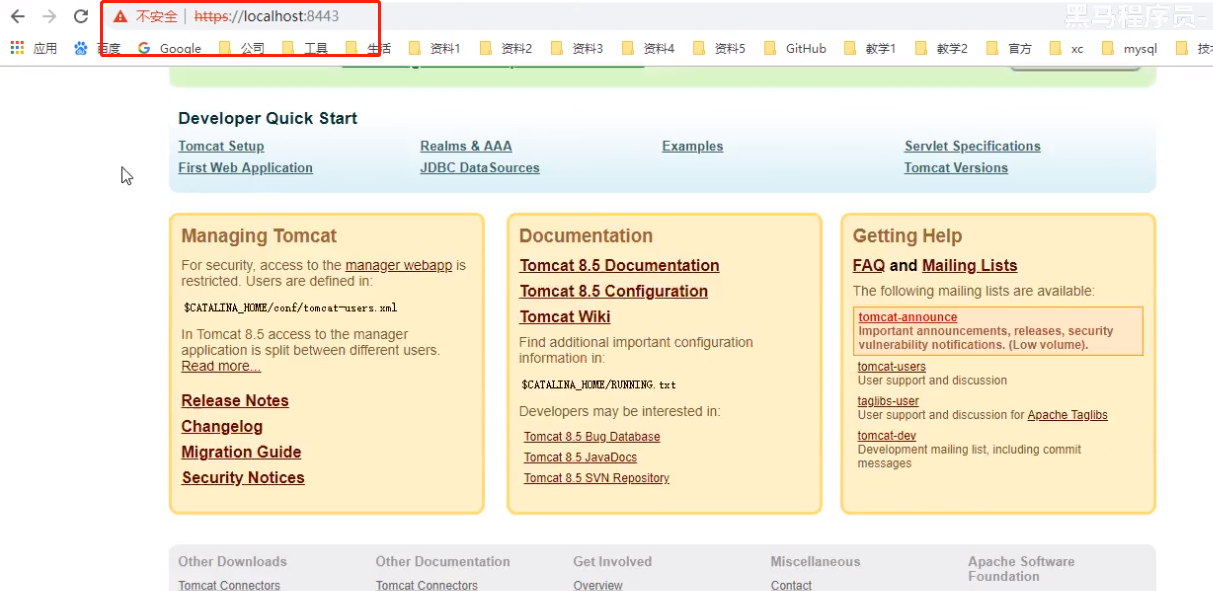 不安全 | https://localhost:8443
黑马程序员-
应用 百度 Google 公司 工具 生活 资料1 资料2 资料3 资料4 资料5 GitHub 教学1 教学2 官方 xc mysql
Developer Quick Start
Tomcat Setup Realms & AAA Examples Servlet Specifications
First Web Application JDBC DataSources Tomcat Versions
Managing Tomcat
For security, access to the manager webapp is
restricted. Users are defined in:
$CATALINA_HOME/conf/tomcat-users.xml
In Tomcat 8.5 access to the manager
application is split between different users.
Read more...
Release Notes
Changelog
Migration Guide
Security Notices
Documentation
Tomcat 8.5 Documentation
Tomcat 8.5 Configuration
Tomcat Wiki
Find additional important configuration
information in:
$CATALINA_HOME/RUNNING.txt
Developers may be interested in:
Tomcat 8.5 Bug Database
Tomcat 8.5 JavaDocs
Tomcat 8.5 SVN Repository
Getting Help
FAQ and Mailing Lists
The following mailing lists are available:
tomcat-announce
Important announcements, releases, security
vulnerability notifications. (Low volume).
tomcat-users
User support and discussion
taglibs-user
User support and discussion for Apache Taglibs
tomcat-dev
Development mailing list, including commit
messages
Other Downloads Other Documentation Get Involved Miscellaneous Apache Software
Foundation
Tomcat Connectors Tomcat Connectors Overview Contact